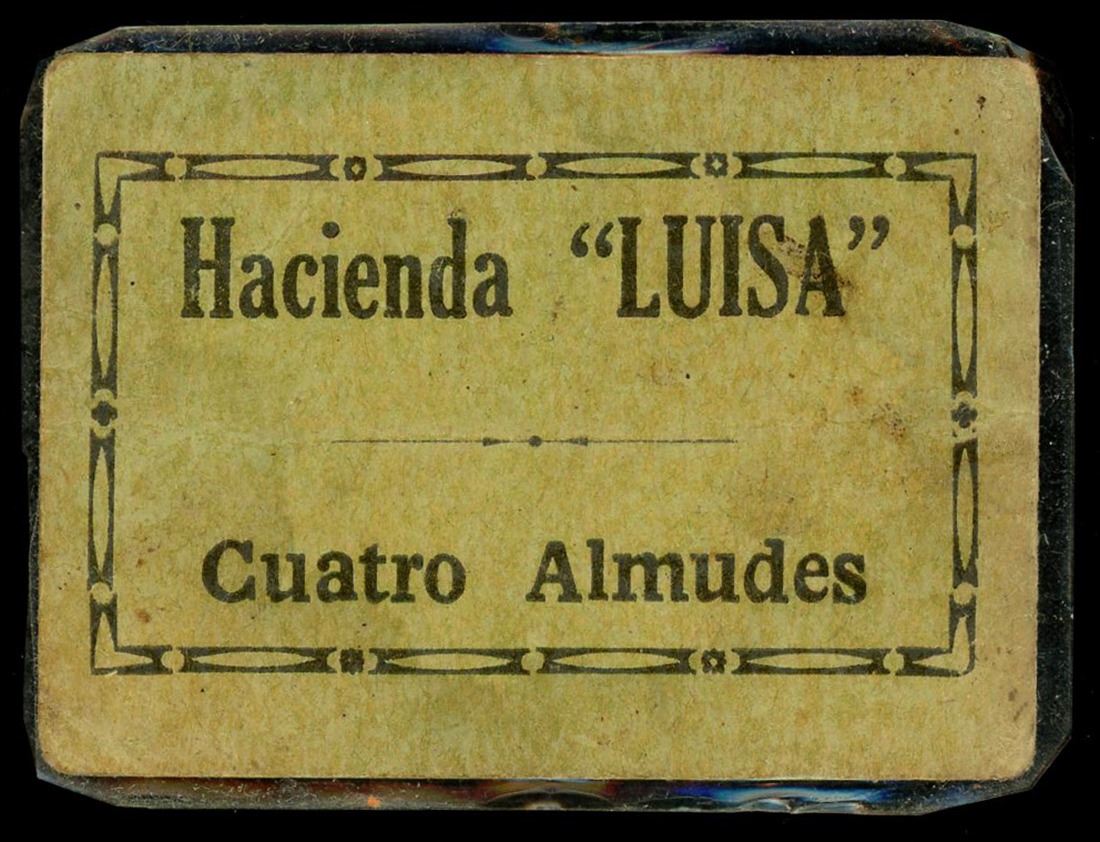 Hacienda “LUISA”
Cuatro Almudes